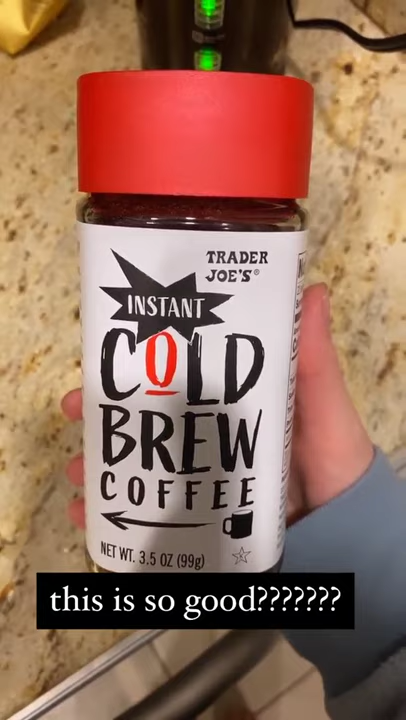 TRADER
JOE'S®
INSTANT
COLD
BREW
COFFEE
NET WT. 3.5 OZ (99g)
this is so good???????